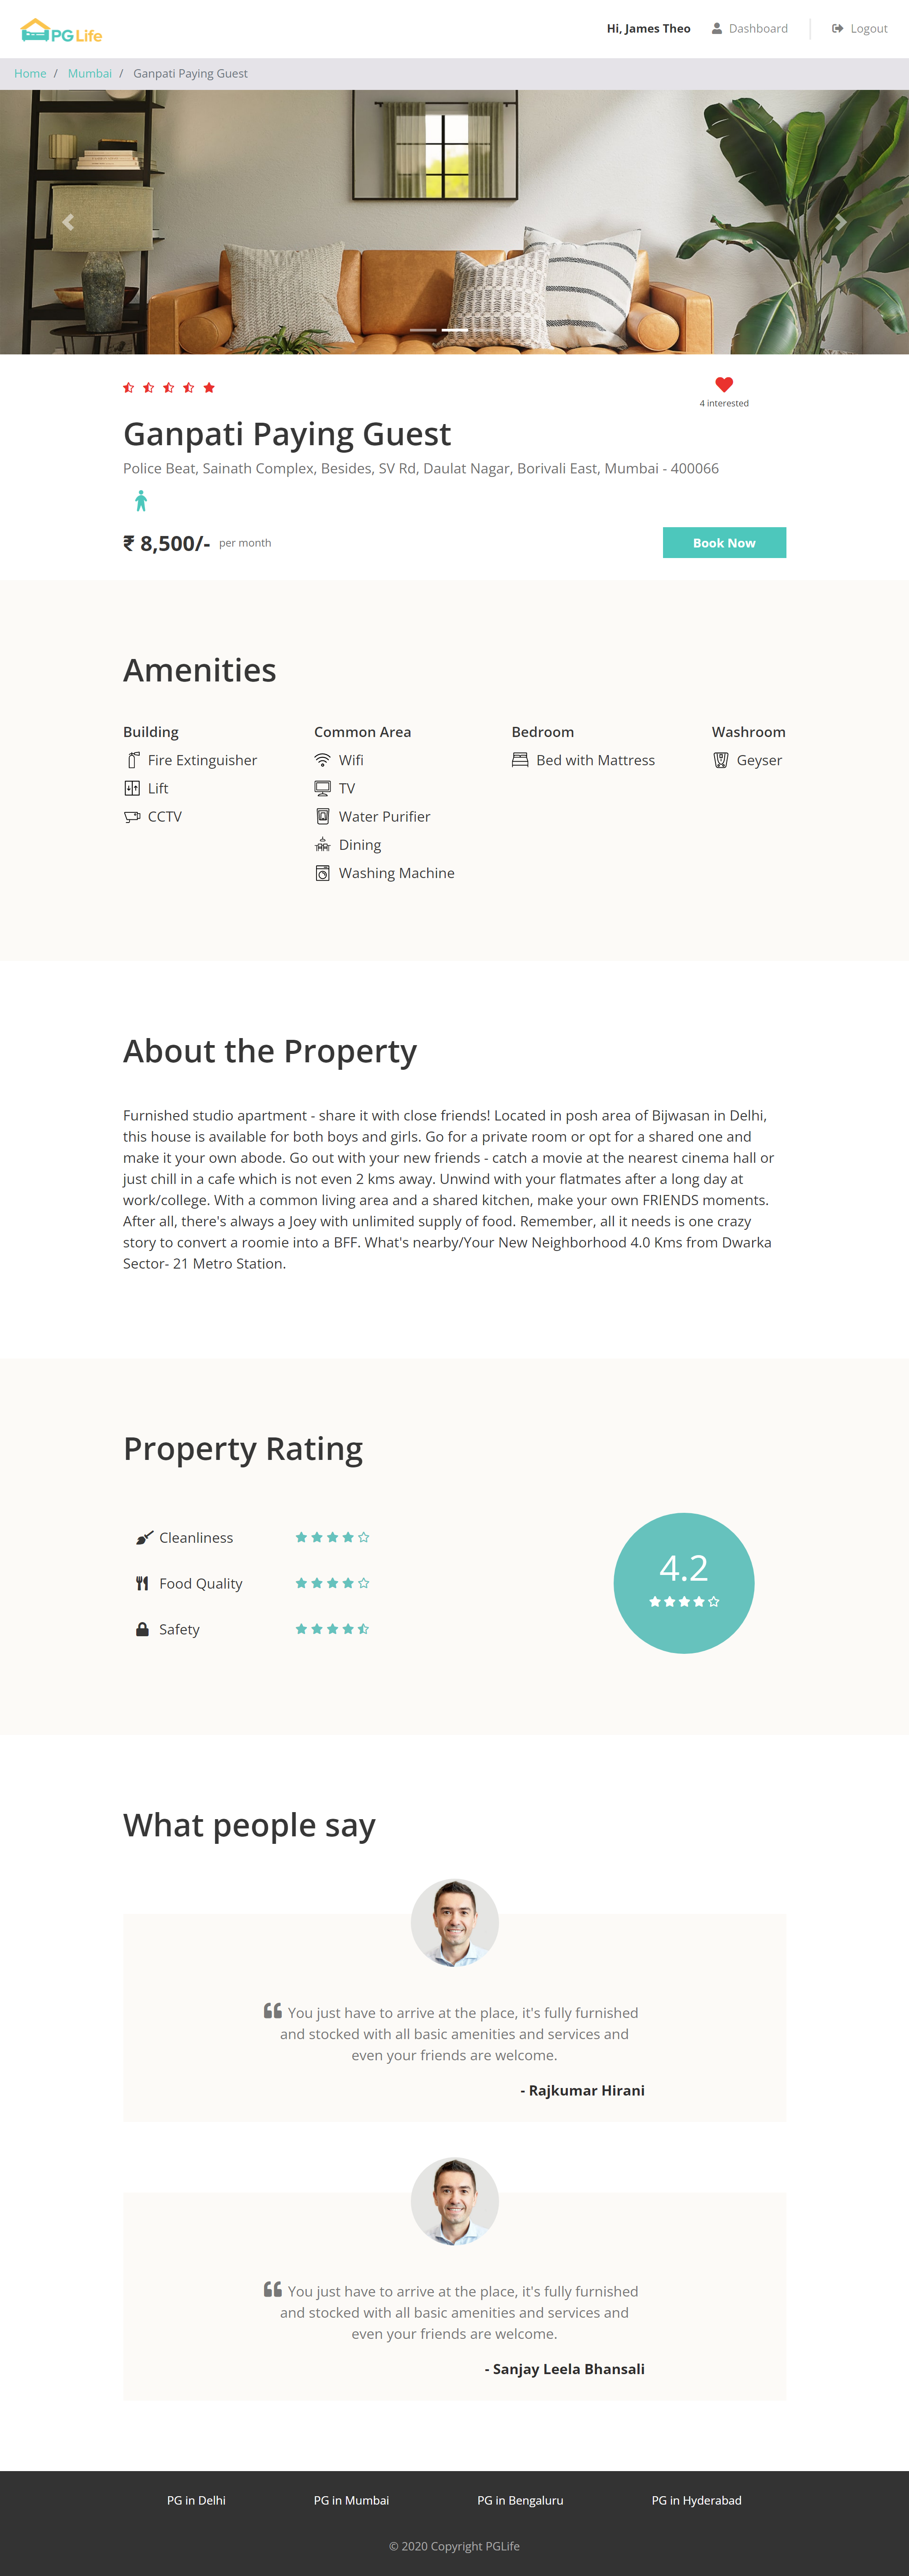 PG Life
Hi, James Theo Dashboard Logout
Home / Mumbai / Ganpati Paying Guest
4 interested
Ganpati Paying Guest
Police Beat, Sainath Complex, Besides, SV Rd, Daulat Nagar, Borivali East, Mumbai - 400066
₹ 8,500/- per month
Book Now
Amenities
Building
Fire Extinguisher
Lift
CCTV
Common Area
Wifi
TV
Water Purifier
Dining
Washing Machine
Bedroom
Bed with Mattress
Washroom
Geyser
About the Property
Furnished studio apartment - share it with close friends! Located in posh area of Bijwasan in Delhi,
this house is available for both boys and girls. Go for a private room or opt for a shared one and
make it your own abode. Go out with your new friends - catch a movie at the nearest cinema hall or
just chill in a cafe which is not even 2 kms away. Unwind with your flatmates after a long day at
work/college. With a common living area and a shared kitchen, make your own FRIENDS moments.
After all, there's always a Joey with unlimited supply of food. Remember, all it needs is one crazy
story to convert a roomie into a BFF. What's nearby/Your New Neighborhood 4.0 Kms from Dwarka
Sector- 21 Metro Station.
Property Rating
Cleanliness
Food Quality
Safety
4.2
What people say
You just have to arrive at the place, it's fully furnished
and stocked with all basic amenities and services and
even your friends are welcome.
- Rajkumar Hirani
You just have to arrive at the place, it's fully furnished
and stocked with all basic amenities and services and
even your friends are welcome.
- Sanjay Leela Bhansali
PG in Delhi PG in Mumbai PG in Bengaluru PG in Hyderabad
© 2020 Copyright PGLife